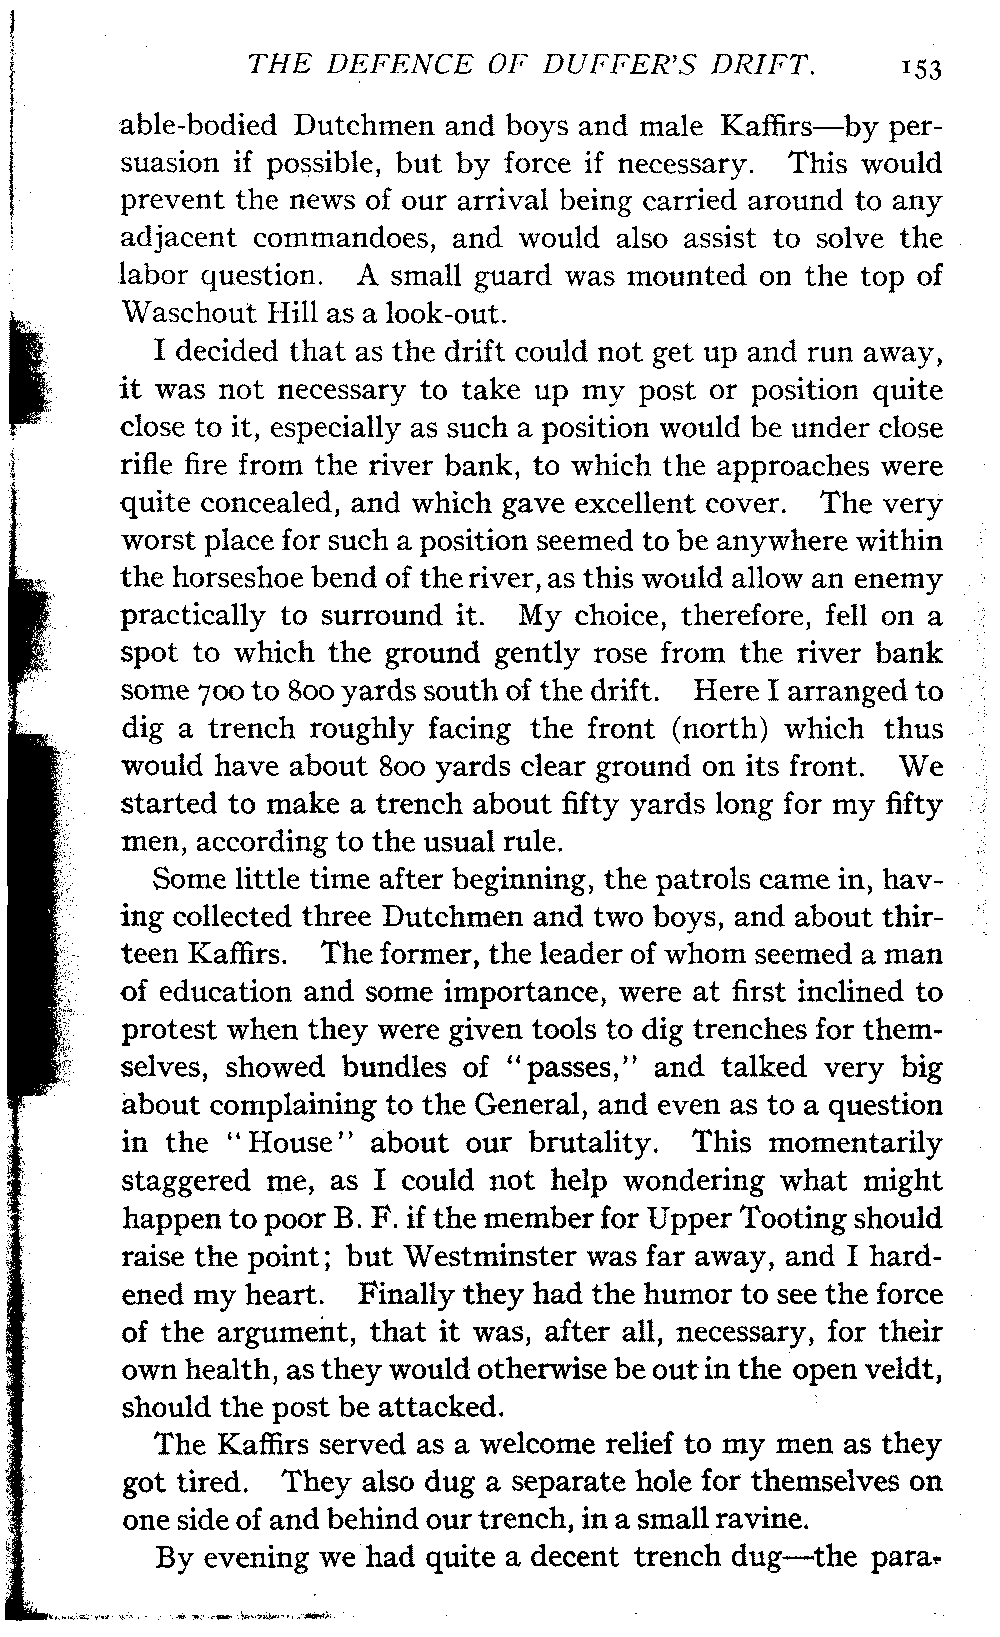 THE DEFENCE OF DUFFER'S DRIFT. 153
able-bodied Dutchmen and boys and male Kaffirs—by per-
suasion if possible, but by force if necessary. This would
prevent the news of our arrival being carried around to any
adjacent commandoes, and would also assist to solve the
labor question. A small guard was mounted on the top of
Waschout Hill as a look-out.
I decided that as the drift could not get up and run away,
it was not necessary to take up my post or position quite
close to it, especially as such a position would be under close
rifle fire from the river bank, to which the approaches were
quite concealed, and which gave excellent cover. The very
worst place for such a position seemed to be anywhere within
the horseshoe bend of the river, as this would allow an enemy
practically to surround it. My choice, therefore, fell on a
spot to which the ground gently rose from the river bank
some 700 to 800 yards south of the drift. Here I arranged to
dig a trench roughly facing the front (north) which thus
would have about 800 yards clear ground on its front. We
started to make a trench about fifty yards long for my fifty
men, according to the usual rule.
Some little time after beginning, the patrols came in, hav-
ing collected three Dutchmen and two boys, and about thir-
teen Kaffirs. The former, the leader of whom seemed a man
of education and some importance, were at first inclined to
protest when they were given tools to dig trenches for them-
selves, showed bundles of "passes," and talked very big
about complaining to the General, and even as to a question
in the "House" about our brutality. This momentarily
staggered me, as I could not help wondering what might
happen to poor B. F. if the member for Upper Tooting should
raise the point; but Westminster was far away, and I hard-
ened my heart. Finally they had the humor to see the force
of the argument, that it was, after all, necessary, for their
own health, as they would otherwise be out in the open veldt,
should the post be attacked.
The Kaffirs served as a welcome relief to my men as they
got tired. They also dug a separate hole for themselves on
one side of and behind our trench, in a small ravine.
By evening we had quite a decent trench dug—the para-